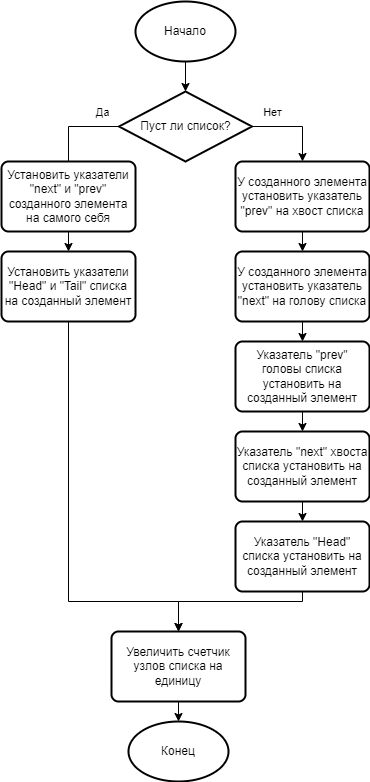 Начало
Пуст ли список?
Да
Нет
Установить указатели
"next" и "prev"
созданного элемента
на самого себя
Установить указатели
"Head" и "Tail" списка
на созданный элемент
У созданного элемента
установить указатель
"prev" на хвост списка
У созданного элемента
установить указатель
"next" на голову списка
Указатель "prev"
головы списка
установить на
созданный элемент
Указатель "next" хвоста
списка установить на
созданный элемент
Указатель "Head"
списка установить на
созданный элемент
Увеличить счетчик
узлов списка на
единицу
Конец